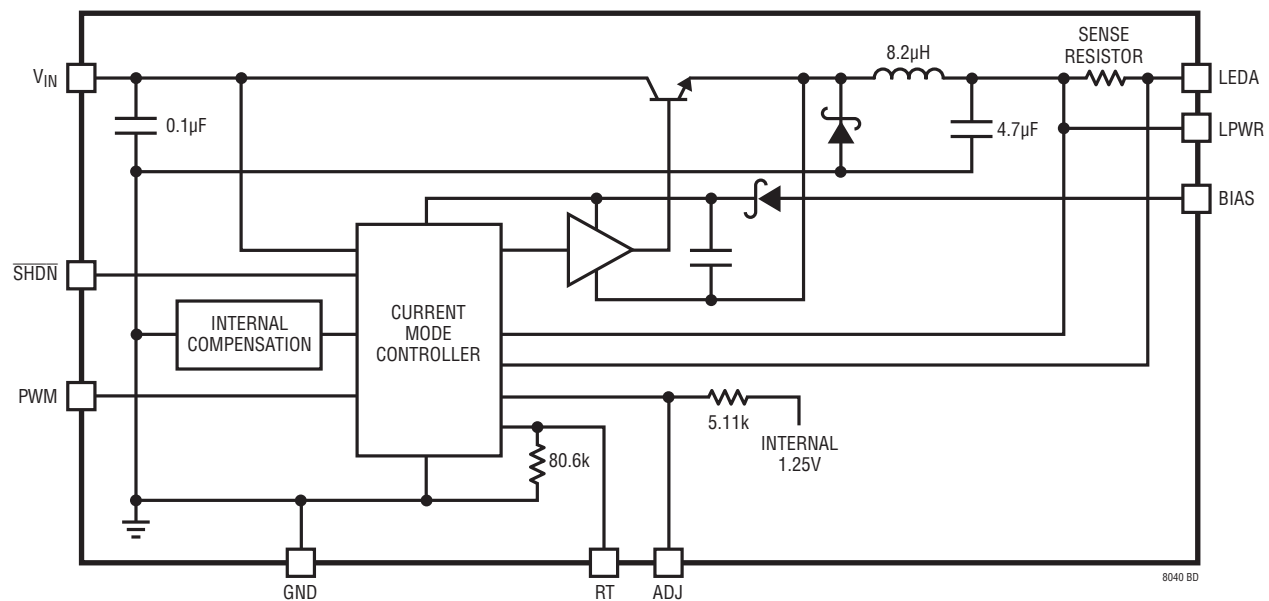 SENSE
RESISTOR
8.2µH
VIN
LEDA
0.1µF
4.7µF
LPWR
BIAS
SHDN
INTERNAL
COMPENSATION
CURRENT
MODE
CONTROLLER
PWM
5.11k
INTERNAL
1.25V
80.6k
GND
RT
ADJ
8040 BD